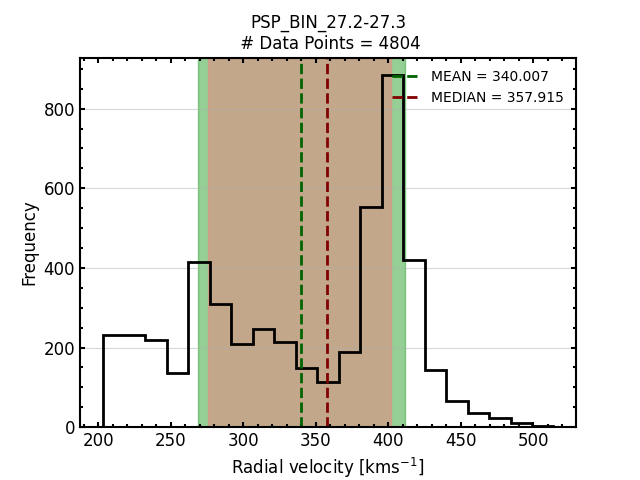 PSP_BIN_27.2-27.3
# Data Points = 4804
MEAN = 340.007
MEDIAN = 357.915
Frequency
800
600
400
200
0
200 250 300 350 400 450 500
Radial velocity [kms⁻¹]